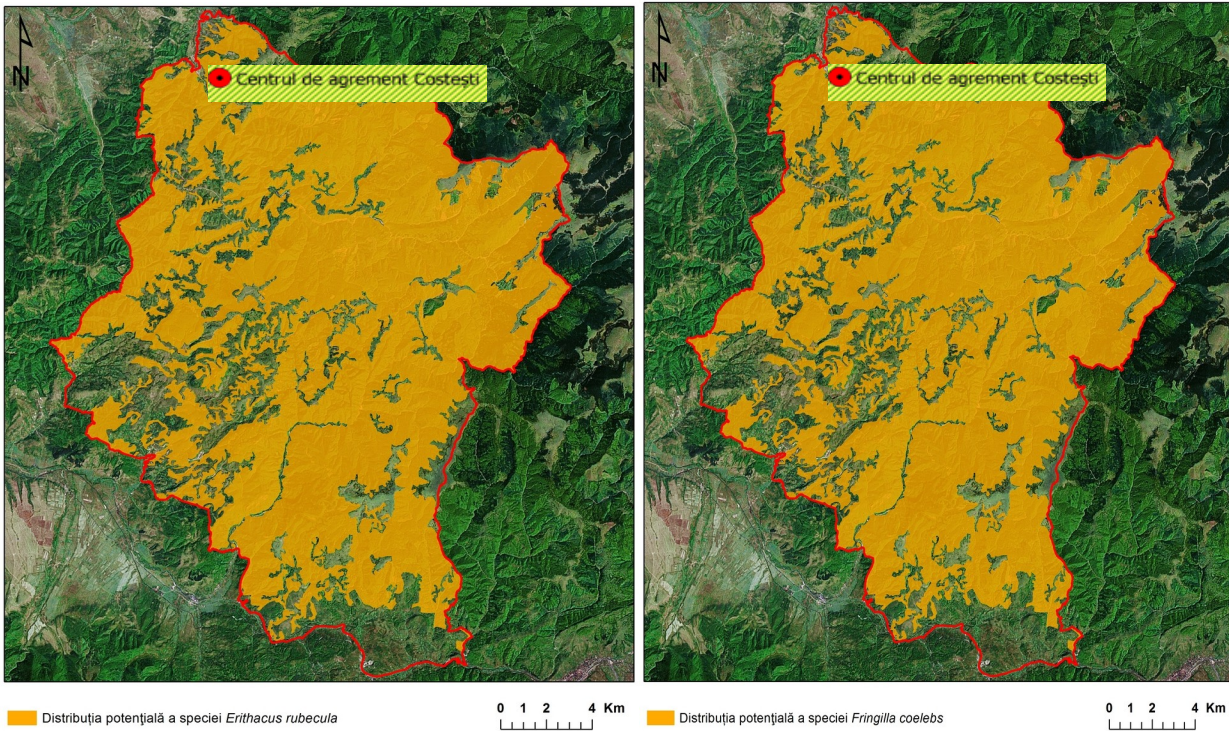 N
Centrul de agrement Costești
Distribuția potențială a speciei Erithacus rubecula
0 1 2 4 Km
N
Centrul de agrement Costești
Distribuția potențială a speciei Fringilla coelebs
0 1 2 4 Km